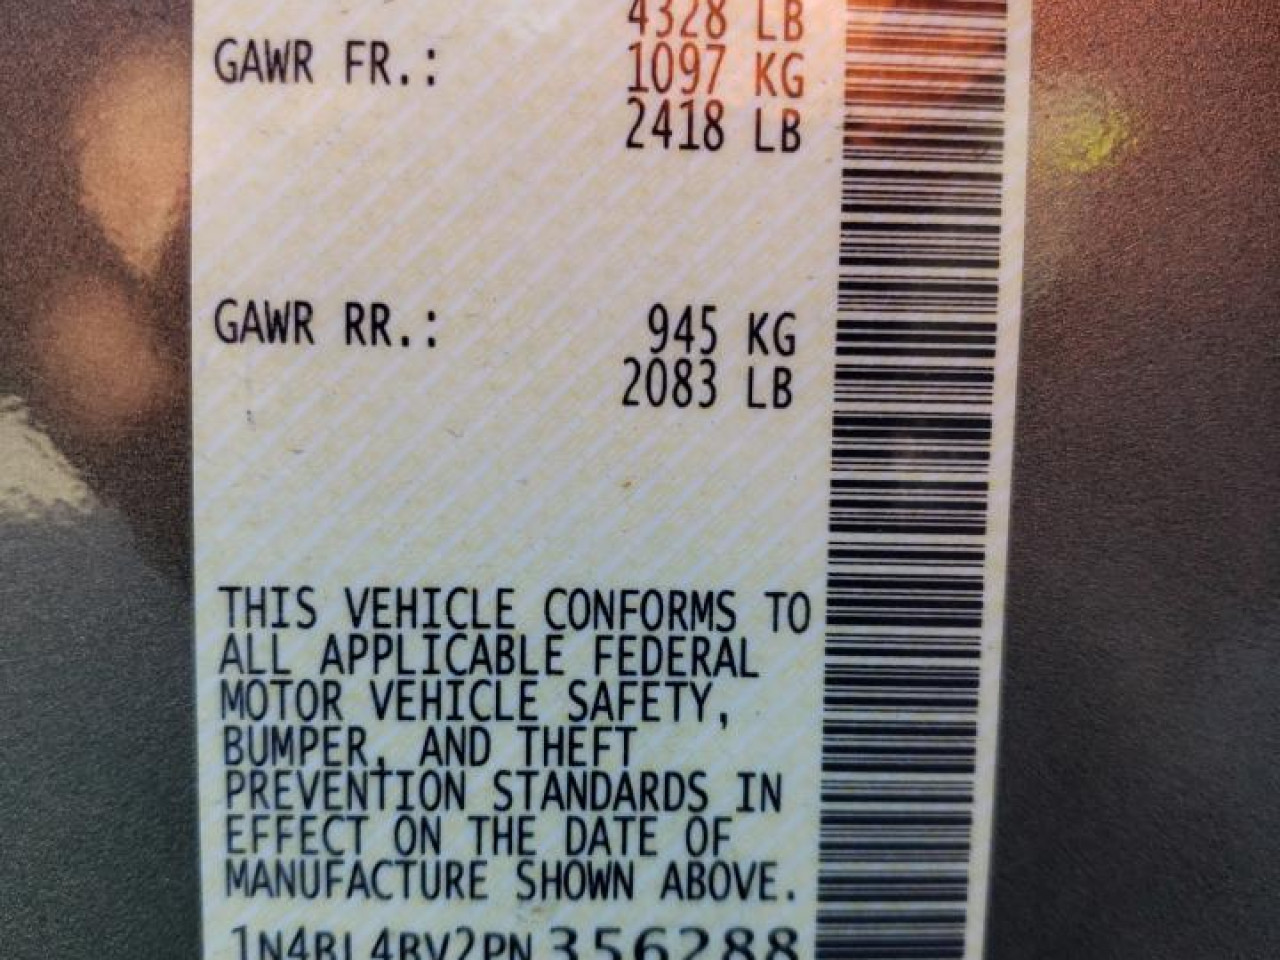 4328 LB
GAWR FR.: 1097 KG
2418 LB
GAWR RR.: 945 KG
2083 LB
THIS VEHICLE CONFORMS TO
ALL APPLICABLE FEDERAL
MOTOR VEHICLE SAFETY,
BUMPER, AND THEFT
PREVENTION STANDARDS IN
EFFECT ON THE DATE OF
MANUFACTURE SHOWN ABOVE.
1N4BL4BV2PN356288